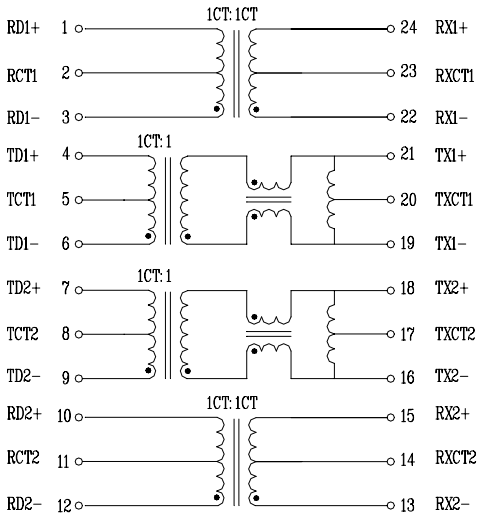 1CT:1CT
RD1+ 1 24 RX1+
RCT1 2 23 RXCT1
RD1- 3 22 RX1-
1CT:1
TD1+ 4 21 TX1+
TCT1 5 20 TXCT1
TD1- 6 19 TX1-
1CT:1
TD2+ 7 18 TX2+
TCT2 8 17 TXCT2
TD2- 9 16 TX2-
1CT:1CT
RD2+ 10 15 RX2+
RCT2 11 14 RXCT2
RD2- 12 13 RX2-